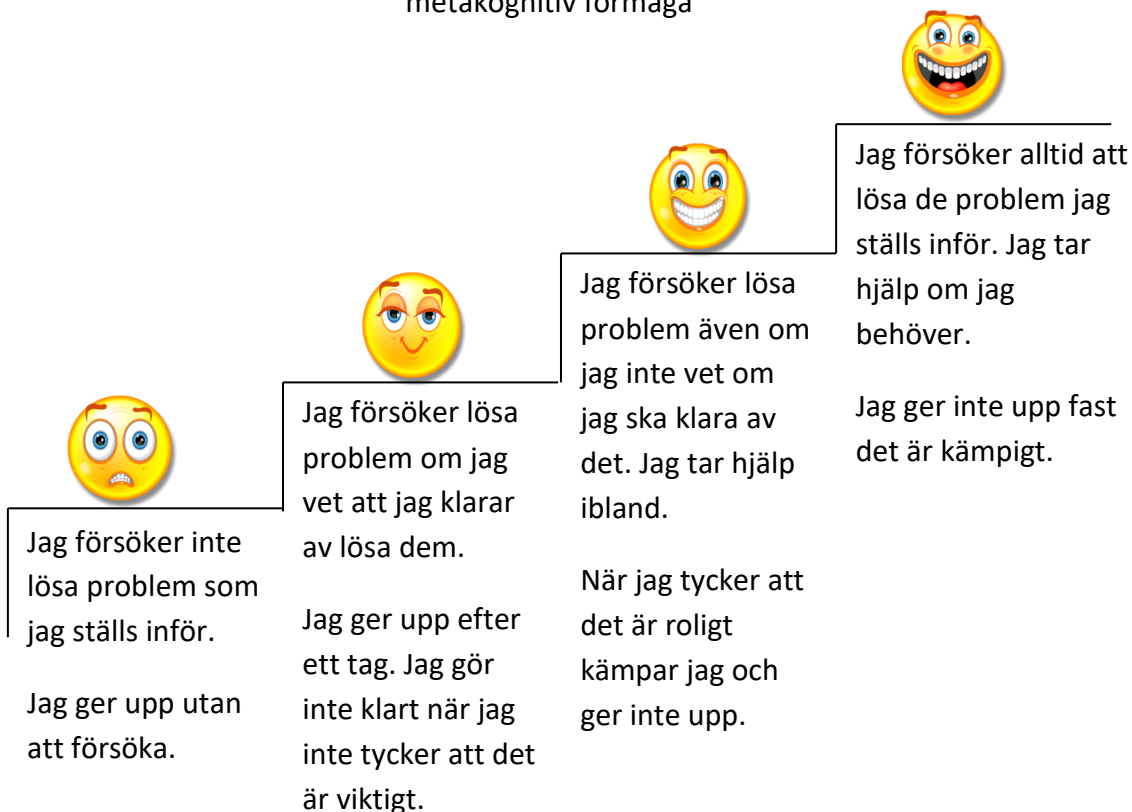 metakognitiv förmåga
Jag försöker inte
lösa problem som
jag ställs inför.
Jag ger upp utan
att försöka.
Jag försöker lösa
problem om jag
vet att jag klarar
av lösa dem.
Jag ger upp efter
ett tag. Jag gör
inte klart när jag
inte tycker att det
är viktigt.
Jag försöker lösa
problem även om
jag inte vet om
jag ska klara av
det. Jag tar hjälp
ibland.
När jag tycker att
det är roligt
kämpar jag och
ger inte upp.
Jag försöker alltid att
lösa de problem jag
ställs inför. Jag tar
hjälp om jag
behöver.
Jag ger inte upp fast
det är kämpigt.